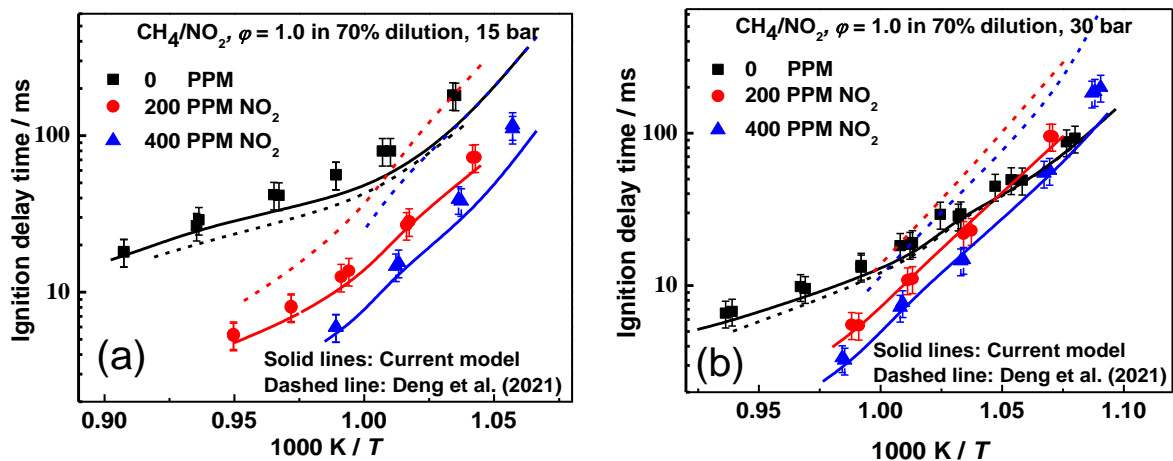 CH4/NO2, φ = 1.0 in 70% dilution, 15 bar
0 PPM
200 PPM NO2
400 PPM NO2
100
10
Ignition delay time / ms
(a)
Solid lines: Current model
Dashed line: Deng et al. (2021)
0.90 0.95 1.00 1.05
1000 K / T
CH4/NO2, φ = 1.0 in 70% dilution, 30 bar
0 PPM
200 PPM NO2
400 PPM NO2
100
10
Ignition delay time / ms
(b)
Solid lines: Current model
Dashed line: Deng et al. (2021)
0.95 1.00 1.05 1.10
1000 K / T